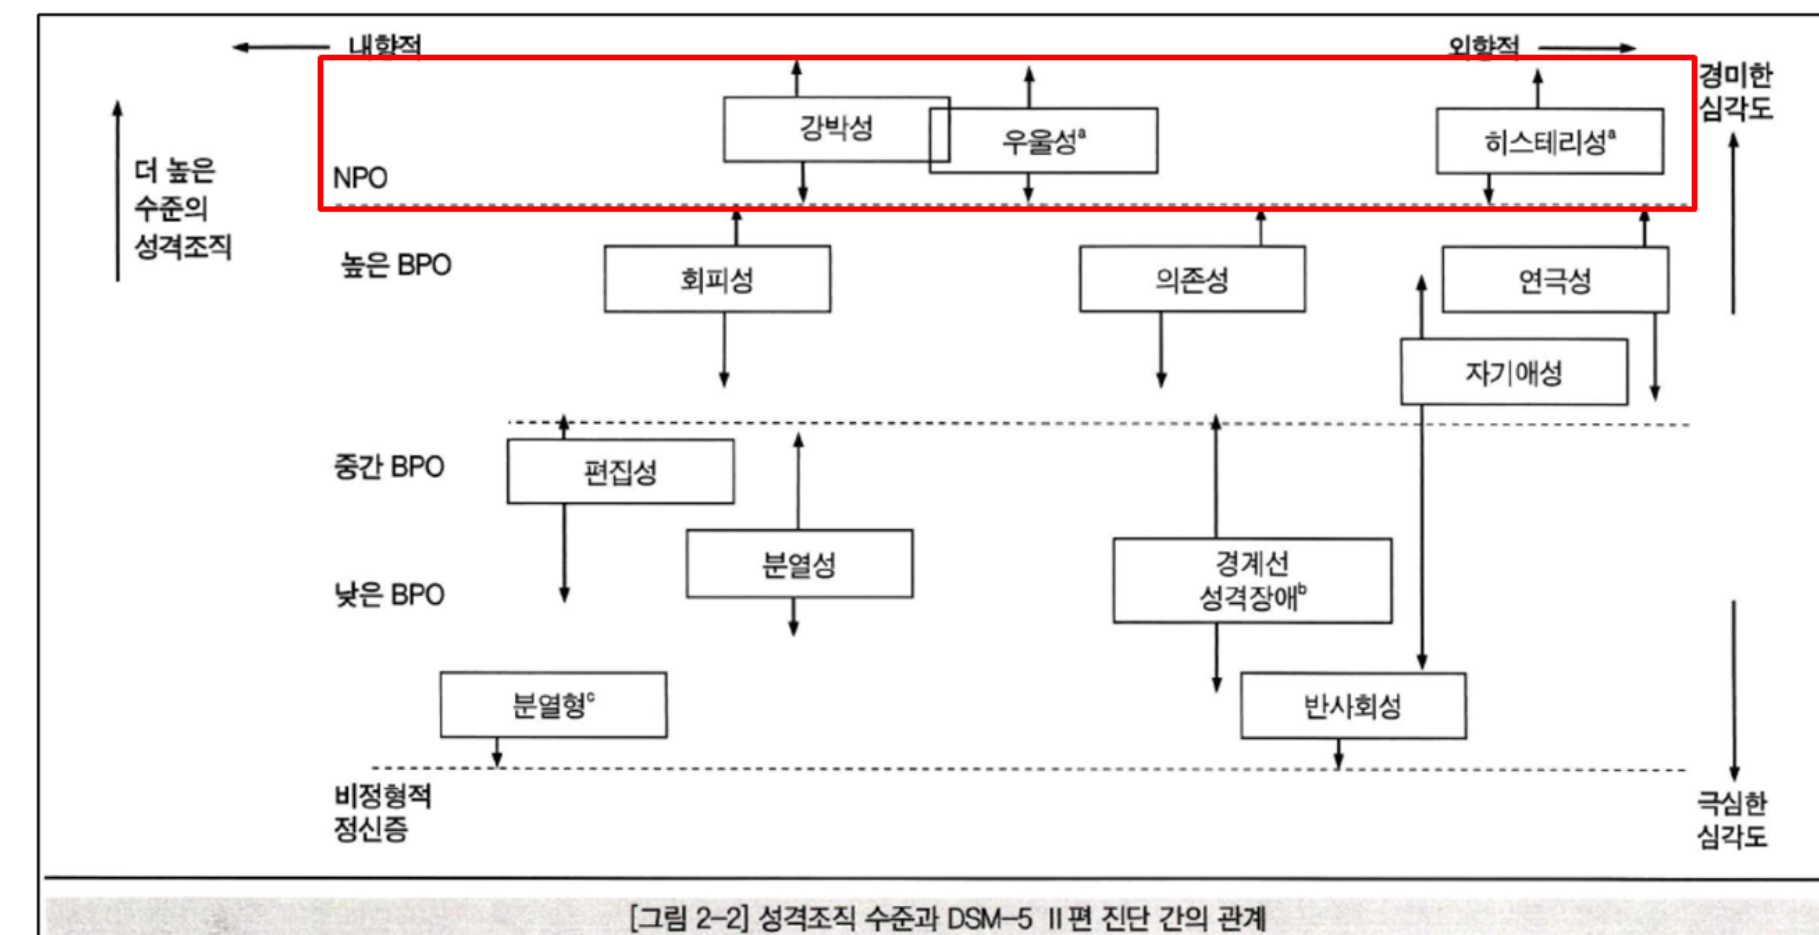 내향적
외향적
경미한
심각도
강박성
우울성a
히스테리성a
더 높은
수준의
성격조직
NPO
높은 BPO
회피성
의존성
연극성
자기애성
중간 BPO
편집성
분열성
경계선
성격장애b
낮은 BPO
분열형c
반사회성
비정형적
정신증
극심한
심각도
[그림 2-2] 성격조직 수준과 DSM-5 II편 진단 간의 관계